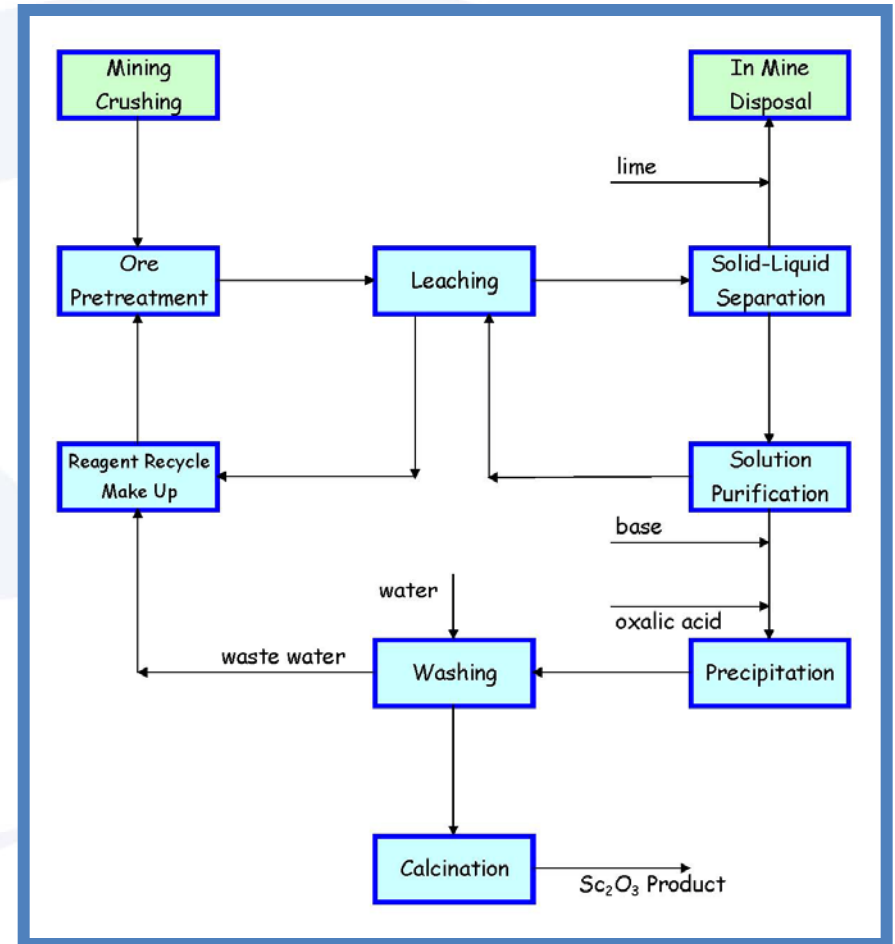 Mining
Crushing
In Mine
Disposal
lime
Ore
Pretreatment
Leaching
Solid-Liquid
Separation
Reagent Recycle
Make Up
Solution
Purification
base
oxalic acid
water
waste water
Washing
Precipitation
Calcination
Sc₂O₃ Product